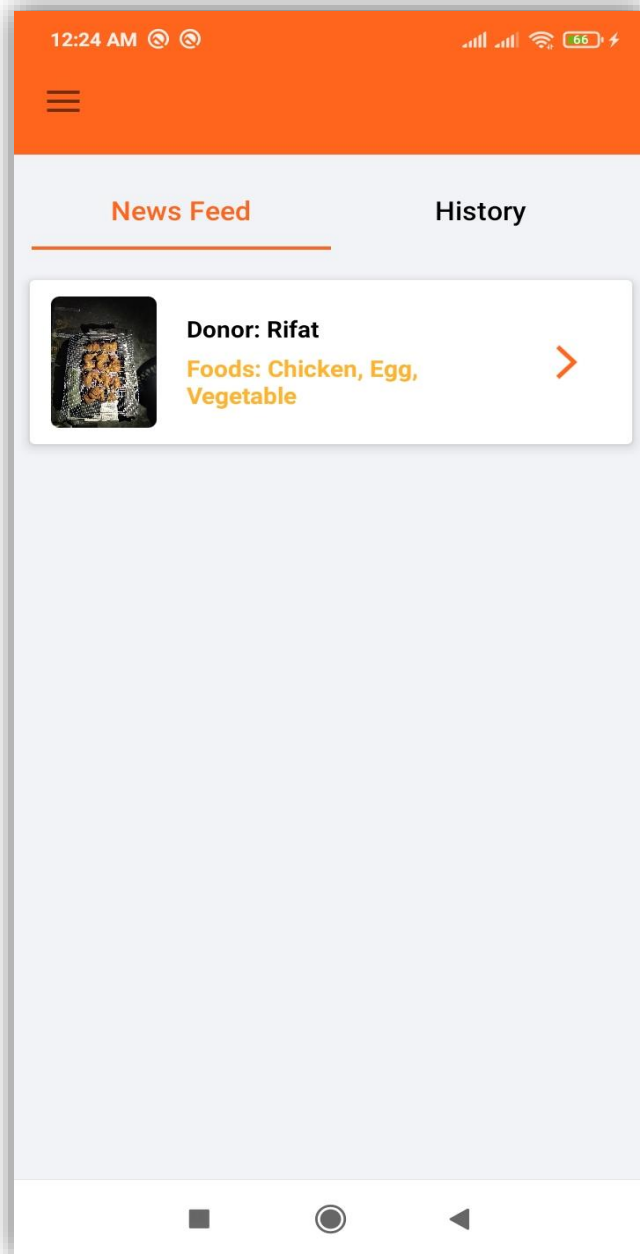 12:24 AM
66
News Feed
History
Donor: Rifat
Foods: Chicken, Egg,
Vegetable